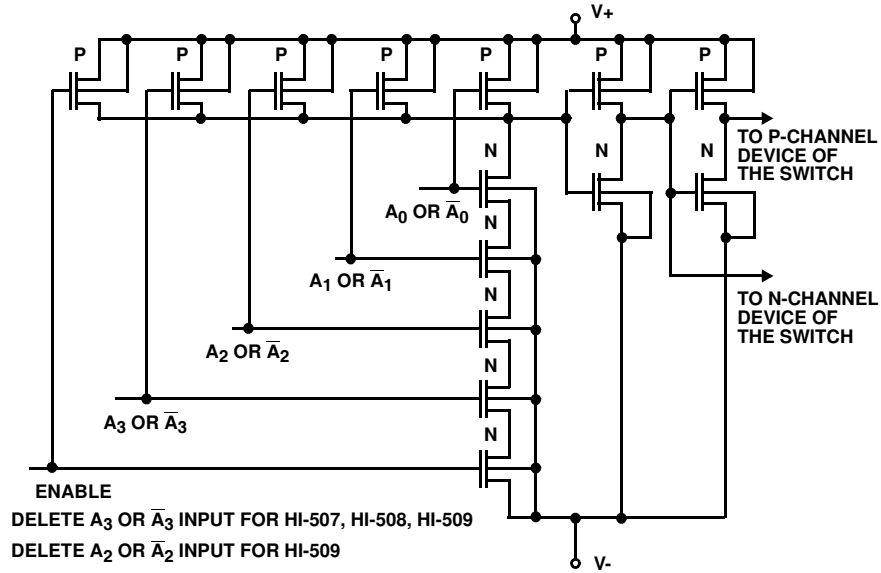 V+
P P P P P P P
TO P-CHANNEL
DEVICE OF
THE SWITCH
N N N
A0 OR A̅0
N
A1 OR A̅1
N
TO N-CHANNEL
DEVICE OF
THE SWITCH
A2 OR A̅2
N
A3 OR A̅3
N
ENABLE
DELETE A3 OR A̅3 INPUT FOR HI-507, HI-508, HI-509
DELETE A2 OR A̅2 INPUT FOR HI-509
V-